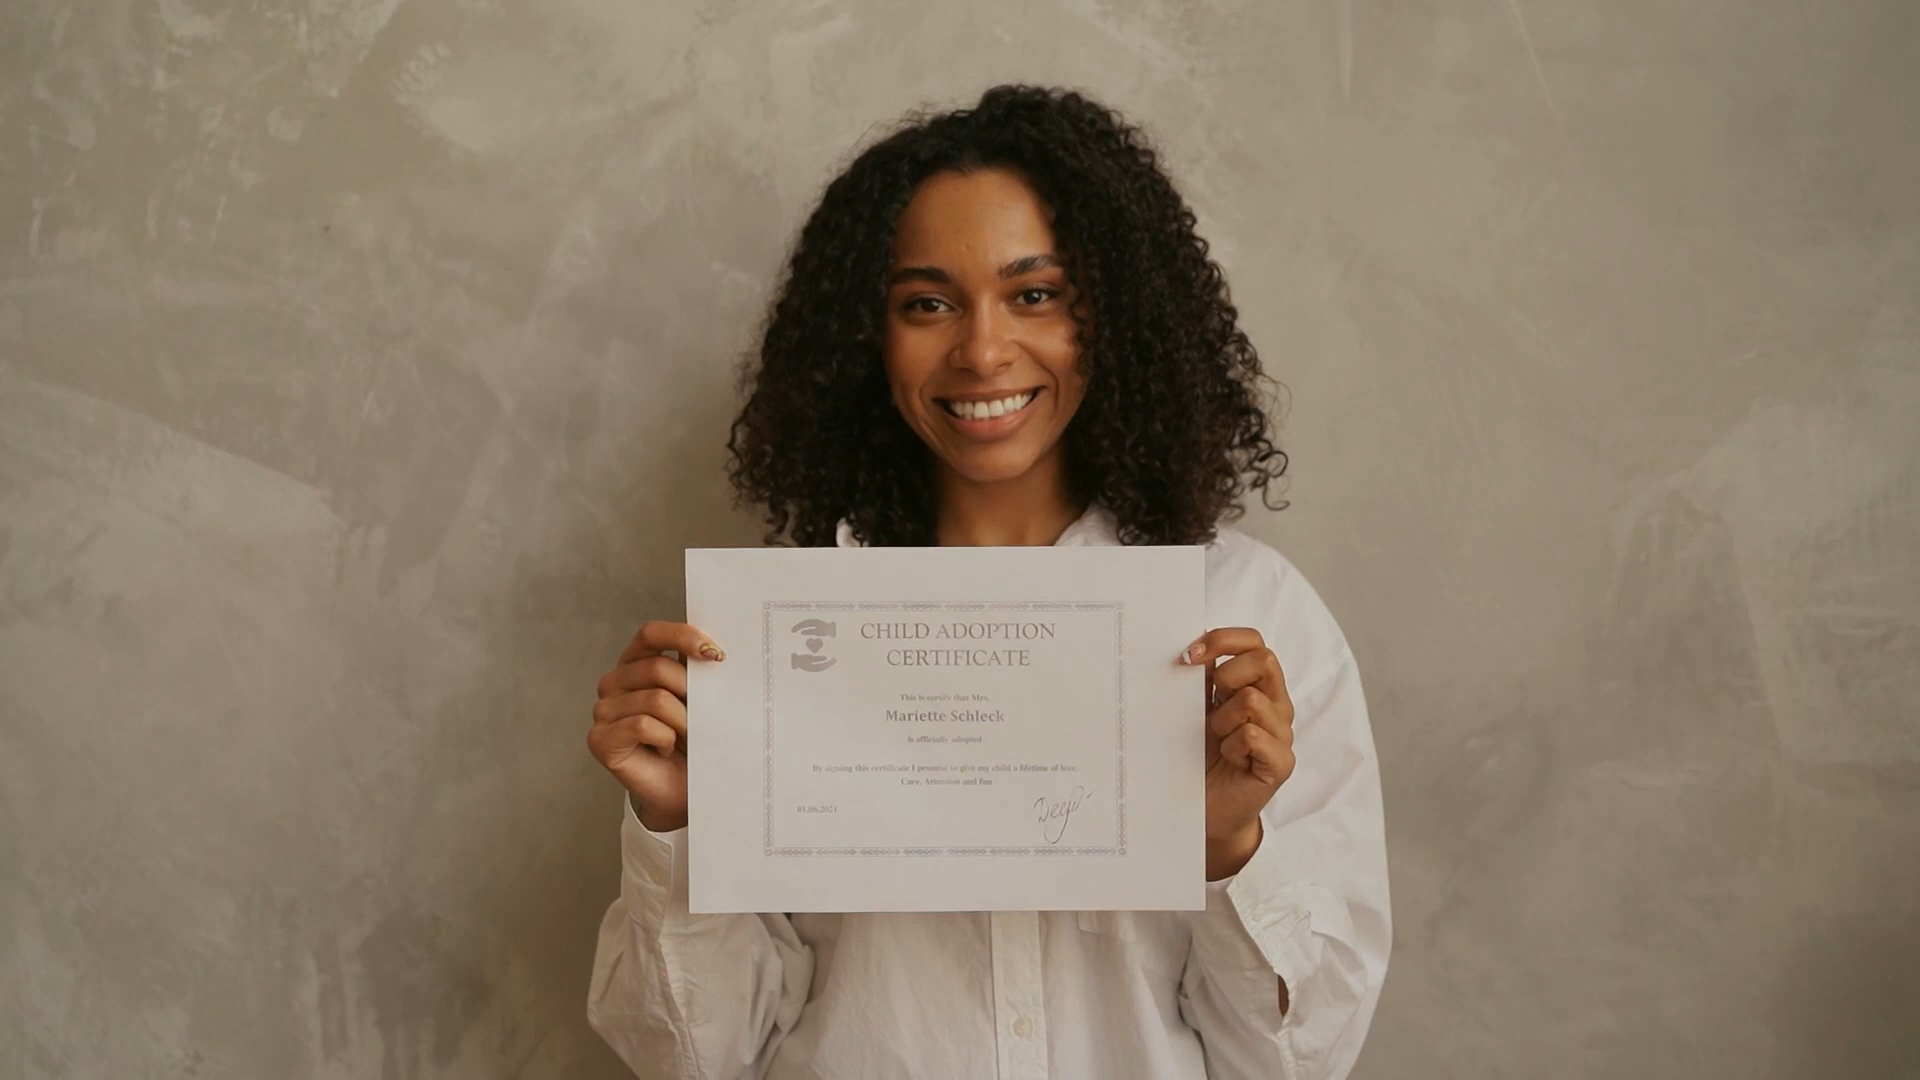 CHILD ADOPTION
CERTIFICATE
This is certify that Mrs.
Mariette Schleck
is officially adopted
By signing this certificate I promise to give my child a lifetime of love,
Care, Attention and fun
01.06.2021